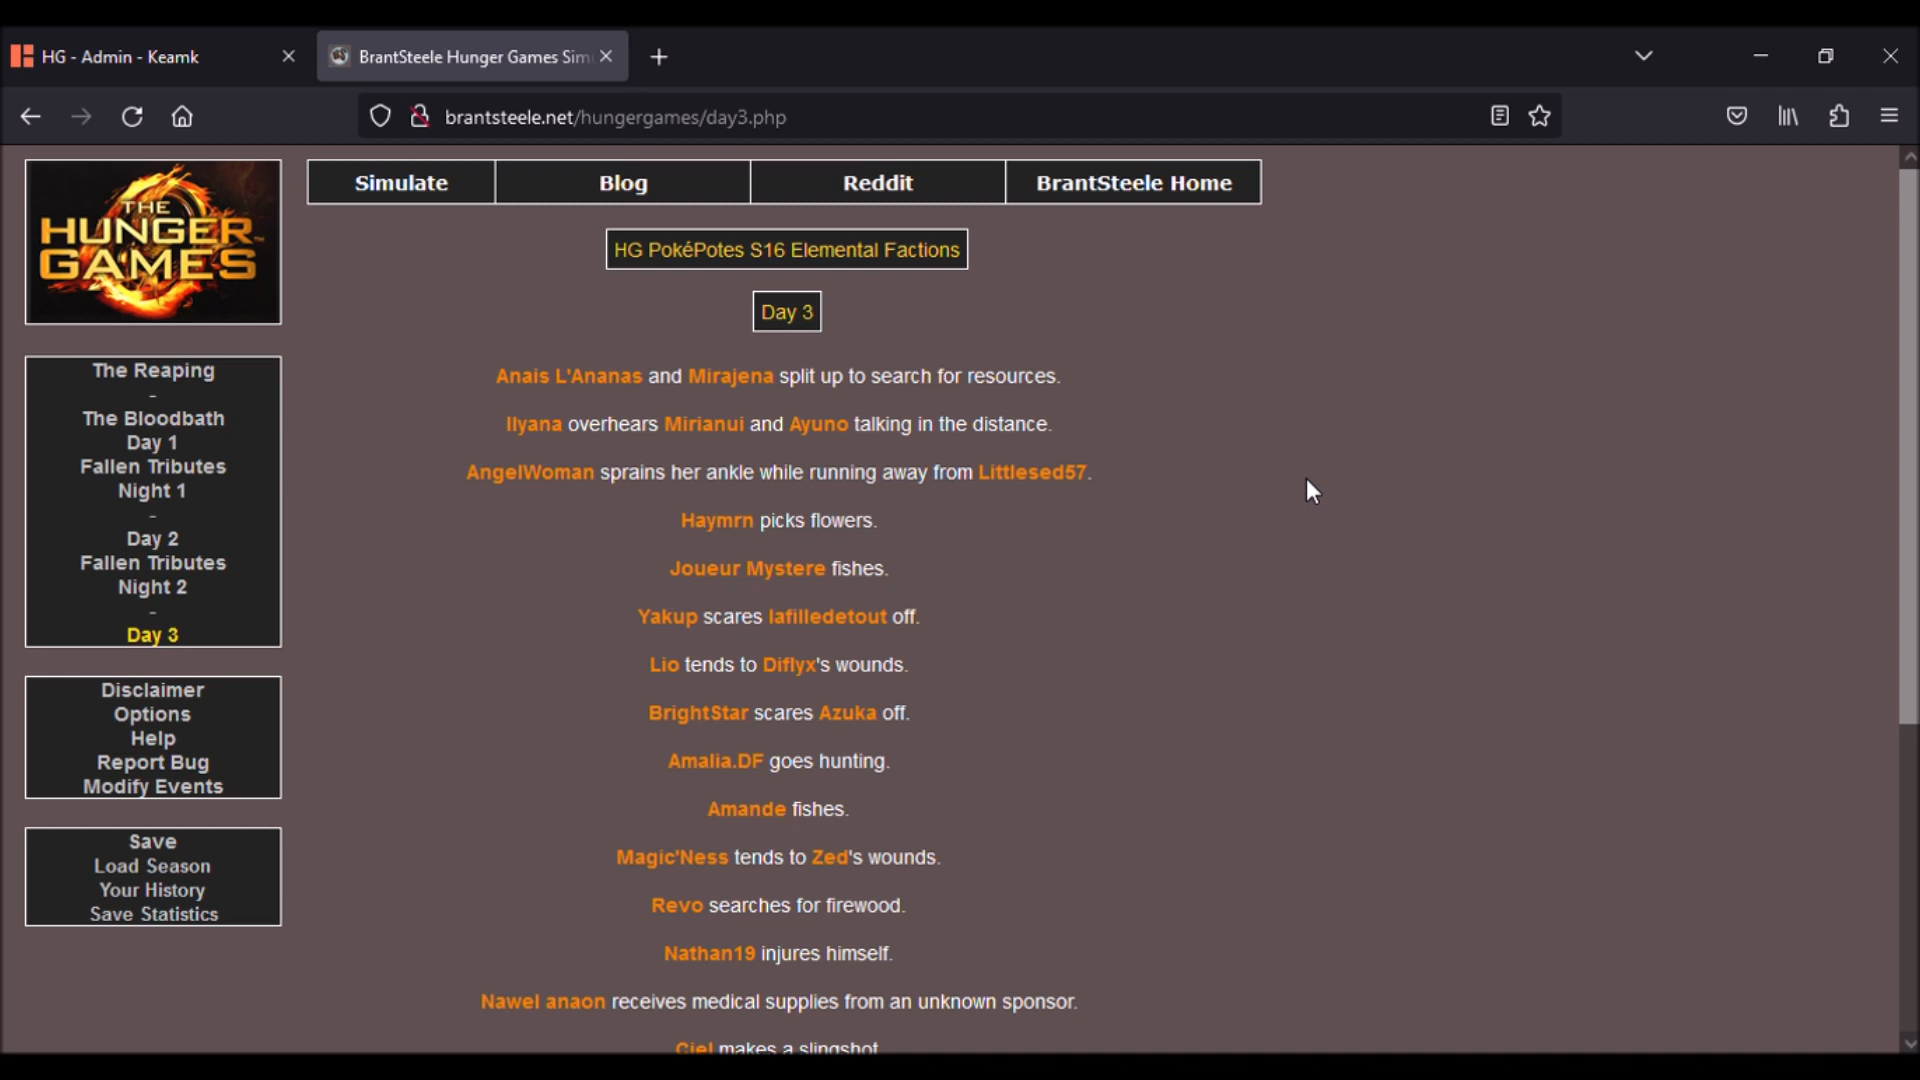 HG - Admin - Keamk
BrantSteele Hunger Games Sim
brantsteele.net/hungergames/day3.php
THE
HUNGER
GAMES
Simulate
Blog
Reddit
BrantSteele Home
HG PokéPotes S16 Elemental Factions
Day 3
The Reaping
-
The Bloodbath
Day 1
Fallen Tributes
Night 1
-
Day 2
Fallen Tributes
Night 2
-
Day 3
Disclaimer
Options
Help
Report Bug
Modify Events
Save
Load Season
Your History
Save Statistics
Anais L'Ananas and Mirajena split up to search for resources.
Ilyana overhears Mirianui and Ayuno talking in the distance.
AngelWoman sprains her ankle while running away from Littlesed57.
Haymrn picks flowers.
Joueur Mystere fishes.
Yakup scares lafilledetout off.
Lio tends to Diflyx's wounds.
BrightStar scares Azuka off.
Amalia.DF goes hunting.
Amande fishes.
Magic'Ness tends to Zed's wounds.
Revo searches for firewood.
Nathan19 injures himself.
Nawel anaon receives medical supplies from an unknown sponsor.
Ciel makes a slingshot.